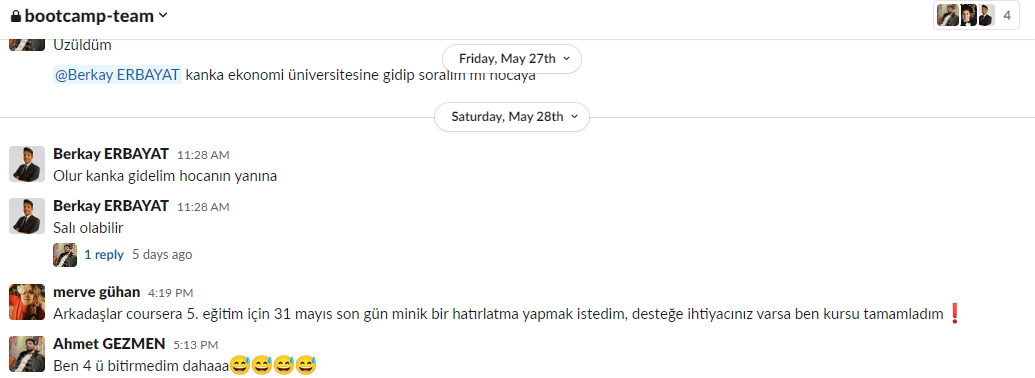 bootcamp-team
4
Üzüldüm
Friday, May 27th
@Berkay ERBAYAT kanka ekonomi üniversitesine gidip soralım mı hocaya
Saturday, May 28th
Berkay ERBAYAT 11:28 AM
Olur kanka gidelim hocanın yanına
Berkay ERBAYAT 11:28 AM
Salı olabilir
1 reply 5 days ago
merve gühan 4:19 PM
Arkadaşlar coursera 5. eğitim için 31 mayıs son gün minik bir hatırlatma yapmak istedim, desteğe ihtiyacınız varsa ben kursu tamamladım❗
Ahmet GEZMEN 5:13 PM
Ben 4 ü bitirmedim dahaaa😅😅😅😅